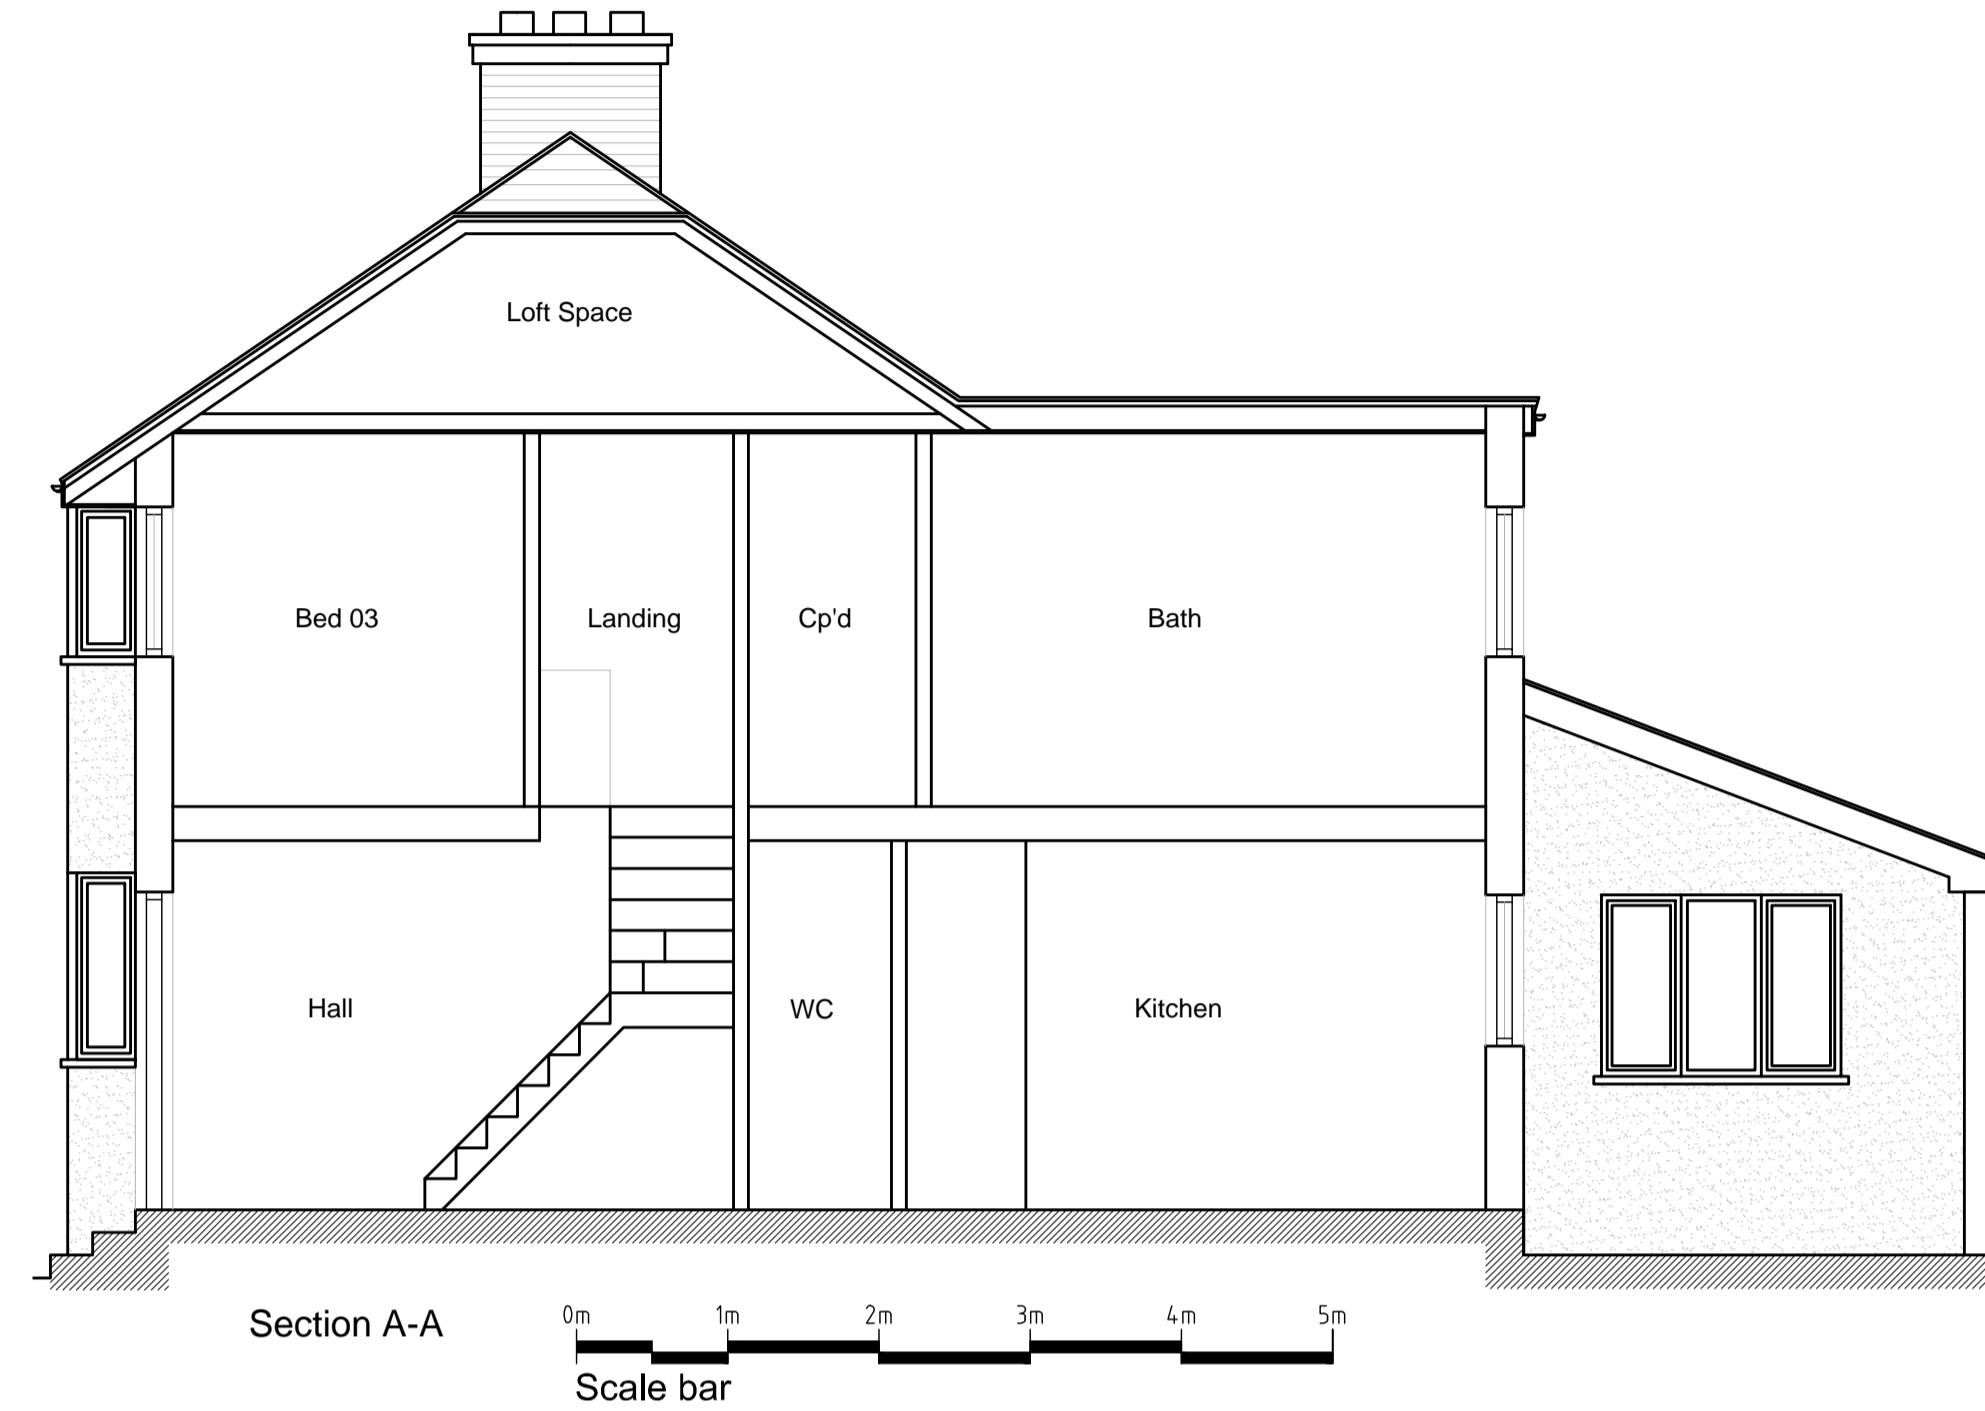 Loft Space
Bed 03
Landing
Cp'd
Bath
Hall
WC
Kitchen
Section A-A
0m 1m 2m 3m 4m 5m
Scale bar